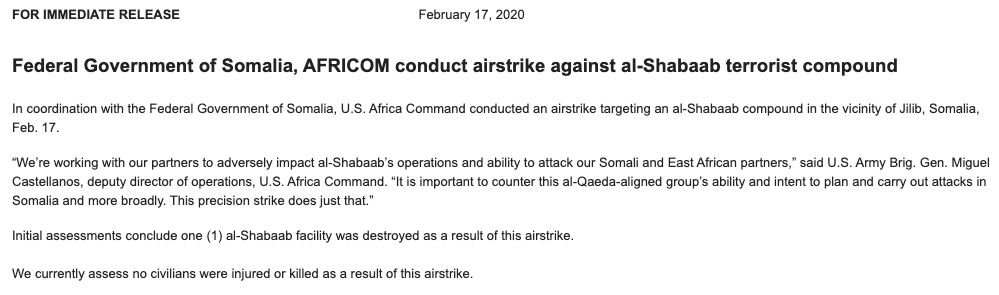 FOR IMMEDIATE RELEASE February 17, 2020
Federal Government of Somalia, AFRICOM conduct airstrike against al-Shabaab terrorist compound
In coordination with the Federal Government of Somalia, U.S. Africa Command conducted an airstrike targeting an al-Shabaab compound in the vicinity of Jilib, Somalia,
Feb. 17.
“We’re working with our partners to adversely impact al-Shabaab’s operations and ability to attack our Somali and East African partners,” said U.S. Army Brig. Gen. Miguel
Castellanos, deputy director of operations, U.S. Africa Command. “It is important to counter this al-Qaeda-aligned group’s ability and intent to plan and carry out attacks in
Somalia and more broadly. This precision strike does just that.”
Initial assessments conclude one (1) al-Shabaab facility was destroyed as a result of this airstrike.
We currently assess no civilians were injured or killed as a result of this airstrike.